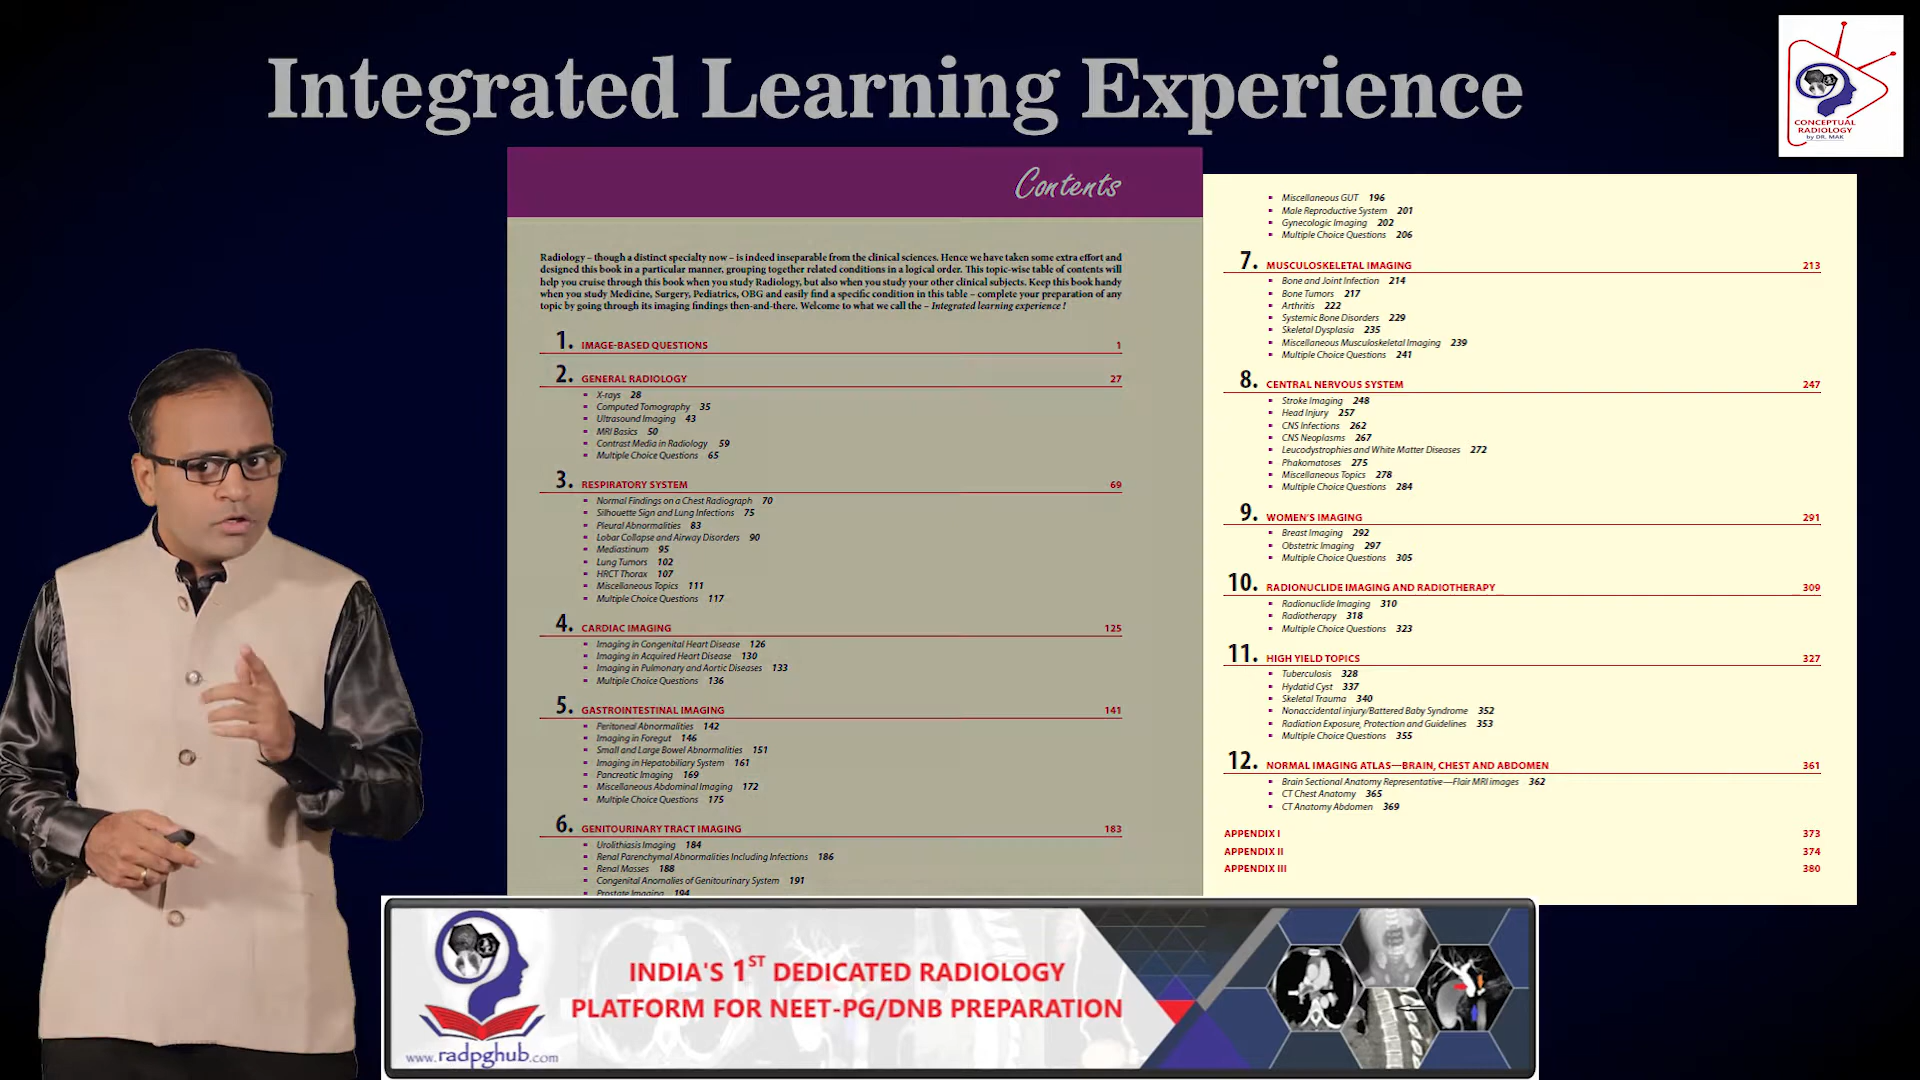 Integrated Learning Experience
CONCEPTUAL
RADIOLOGY
by DR. MAK
Contents
Radiology – though a distinct specialty now – is indeed inseparable from the clinical sciences. Hence we have taken some extra effort and
designed this book in a particular manner, grouping together related conditions in a logical order. This topic-wise table of contents will
help you cruise through this book when you study Radiology, but also when you study your other clinical subjects. Keep this book handy
when you study Medicine, Surgery, Pediatrics, OBG and easily find a specific condition in this table – complete your preparation of any
topic by going through its imaging findings then-and-there. Welcome to what we call the – Integrated learning experience !
1. IMAGE-BASED QUESTIONS 1
2. GENERAL RADIOLOGY 27
X-rays 28
Computed Tomography 35
Ultrasound Imaging 43
MRI Basics 50
Contrast Media in Radiology 59
Multiple Choice Questions 65
3. RESPIRATORY SYSTEM 69
Normal Findings on a Chest Radiograph 70
Silhouette Sign and Lung Infections 75
Pleural Abnormalities 83
Lobar Collapse and Airway Disorders 90
Mediastinum 95
Lung Tumors 102
HRCT Thorax 107
Miscellaneous Topics 111
Multiple Choice Questions 117
4. CARDIAC IMAGING 125
Imaging in Congenital Heart Disease 126
Imaging in Acquired Heart Disease 130
Imaging in Pulmonary and Aortic Diseases 133
Multiple Choice Questions 136
5. GASTROINTESTINAL IMAGING 141
Peritoneal Abnormalities 142
Imaging in Foregut 146
Small and Large Bowel Abnormalities 151
Imaging in Hepatobiliary System 161
Pancreatic Imaging 169
Miscellaneous Abdominal Imaging 172
Multiple Choice Questions 175
6. GENITOURINARY TRACT IMAGING 183
Urolithiasis Imaging 184
Renal Parenchymal Abnormalities Including Infections 186
Renal Masses 188
Congenital Anomalies of Genitourinary System 191
Prostate Imaging 194
Miscellaneous GUT 196
Male Reproductive System 201
Gynecologic Imaging 202
Multiple Choice Questions 206
7. MUSCULOSKELETAL IMAGING 213
Bone and Joint Infection 214
Bone Tumors 217
Arthritis 222
Systemic Bone Disorders 229
Skeletal Dysplasia 235
Miscellaneous Musculoskeletal Imaging 239
Multiple Choice Questions 241
8. CENTRAL NERVOUS SYSTEM 247
Stroke Imaging 248
Head Injury 257
CNS Infections 262
CNS Neoplasms 267
Leucodystrophies and White Matter Diseases 272
Phakomatoses 275
Miscellaneous Topics 278
Multiple Choice Questions 284
9. WOMEN'S IMAGING 291
Breast Imaging 292
Obstetric Imaging 297
Multiple Choice Questions 305
10. RADIONUCLIDE IMAGING AND RADIOTHERAPY 309
Radionuclide Imaging 310
Radiotherapy 318
Multiple Choice Questions 323
11. HIGH YIELD TOPICS 327
Tuberculosis 328
Hydatid Cyst 337
Skeletal Trauma 340
Nonaccidental injury/Battered Baby Syndrome 352
Radiation Exposure, Protection and Guidelines 353
Multiple Choice Questions 355
12. NORMAL IMAGING ATLAS—BRAIN, CHEST AND ABDOMEN 361
Brain Sectional Anatomy Representative—Flair MRI images 362
CT Chest Anatomy 365
CT Anatomy Abdomen 369
APPENDIX I 373
APPENDIX II 374
APPENDIX III 380
INDIA'S 1ST DEDICATED RADIOLOGY
PLATFORM FOR NEET-PG/DNB PREPARATION
www.radpghub.com